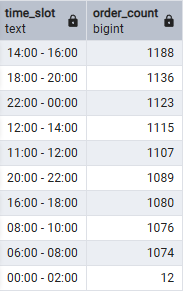 time_slot order_count
text bigint
14:00 - 16:00 1188
18:00 - 20:00 1136
22:00 - 00:00 1123
12:00 - 14:00 1115
11:00 - 12:00 1107
20:00 - 22:00 1089
16:00 - 18:00 1080
08:00 - 10:00 1076
06:00 - 08:00 1074
00:00 - 02:00 12